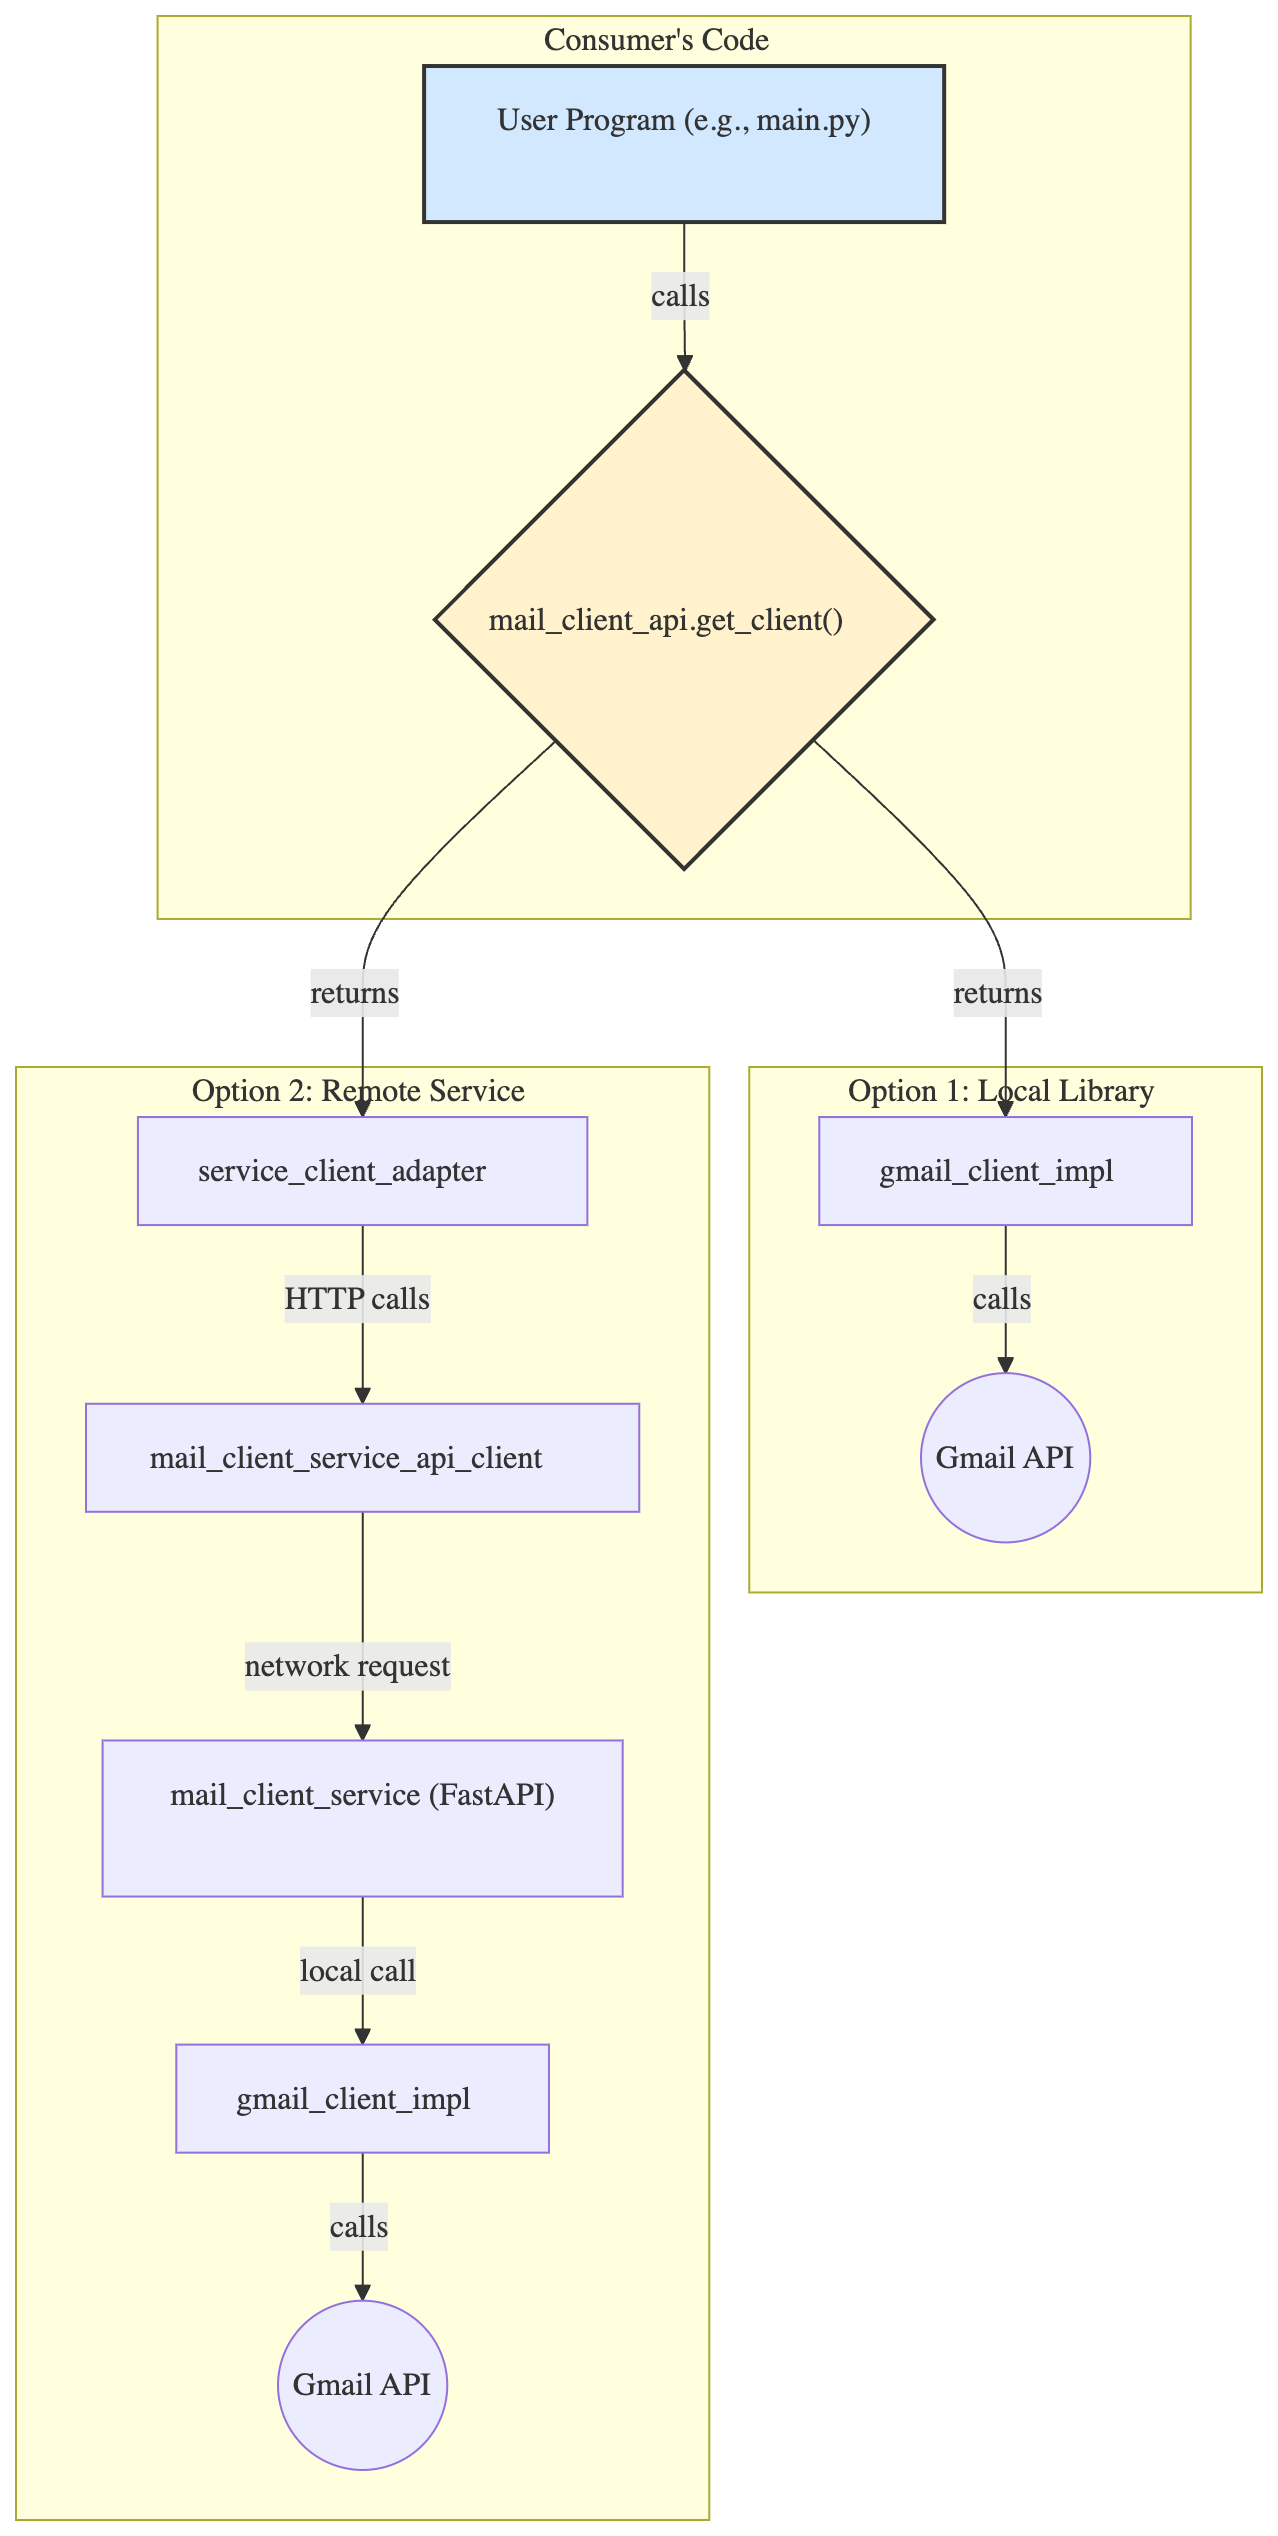 Consumer's Code
User Program (e.g., main.py)
calls
mail_client_api.get_client()
returns
returns
Option 2: Remote Service
service_client_adapter
HTTP calls
mail_client_service_api_client
network request
mail_client_service (FastAPI)
local call
gmail_client_impl
calls
Gmail API
Option 1: Local Library
gmail_client_impl
calls
Gmail API